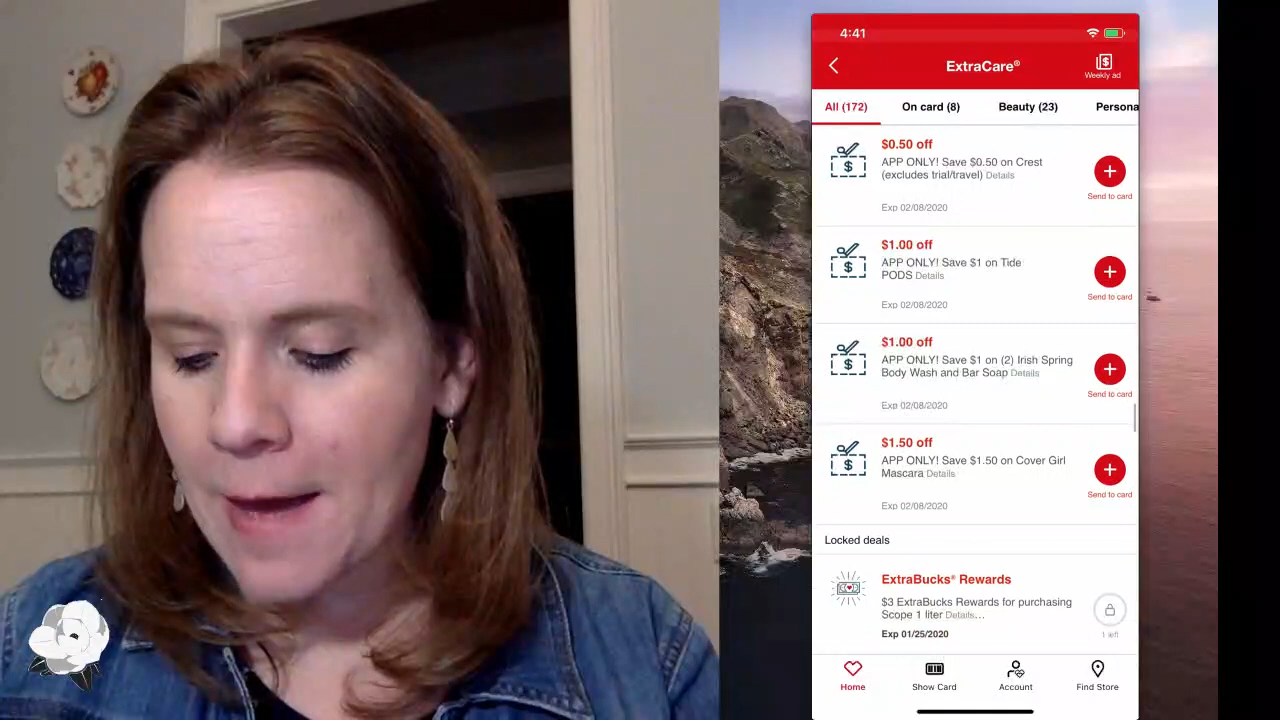 4:41
ExtraCare®
Weekly ad
All (172)
On card (8)
Beauty (23)
Persona
$0.50 off
APP ONLY! Save $0.50 on Crest
(excludes trial/travel) Details
Send to card
Exp 02/08/2020
$1.00 off
APP ONLY! Save $1 on Tide
PODS Details
Send to card
Exp 02/08/2020
$1.00 off
APP ONLY! Save $1 on (2) Irish Spring
Body Wash and Bar Soap Details
Send to card
Exp 02/08/2020
$1.50 off
APP ONLY! Save $1.50 on Cover Girl
Mascara Details
Send to card
Exp 02/08/2020
Locked deals
ExtraBucks® Rewards
$3 ExtraBucks Rewards for purchasing
Scope 1 liter Details...
Exp 01/25/2020
1 left
Home
Show Card
Account
Find Store